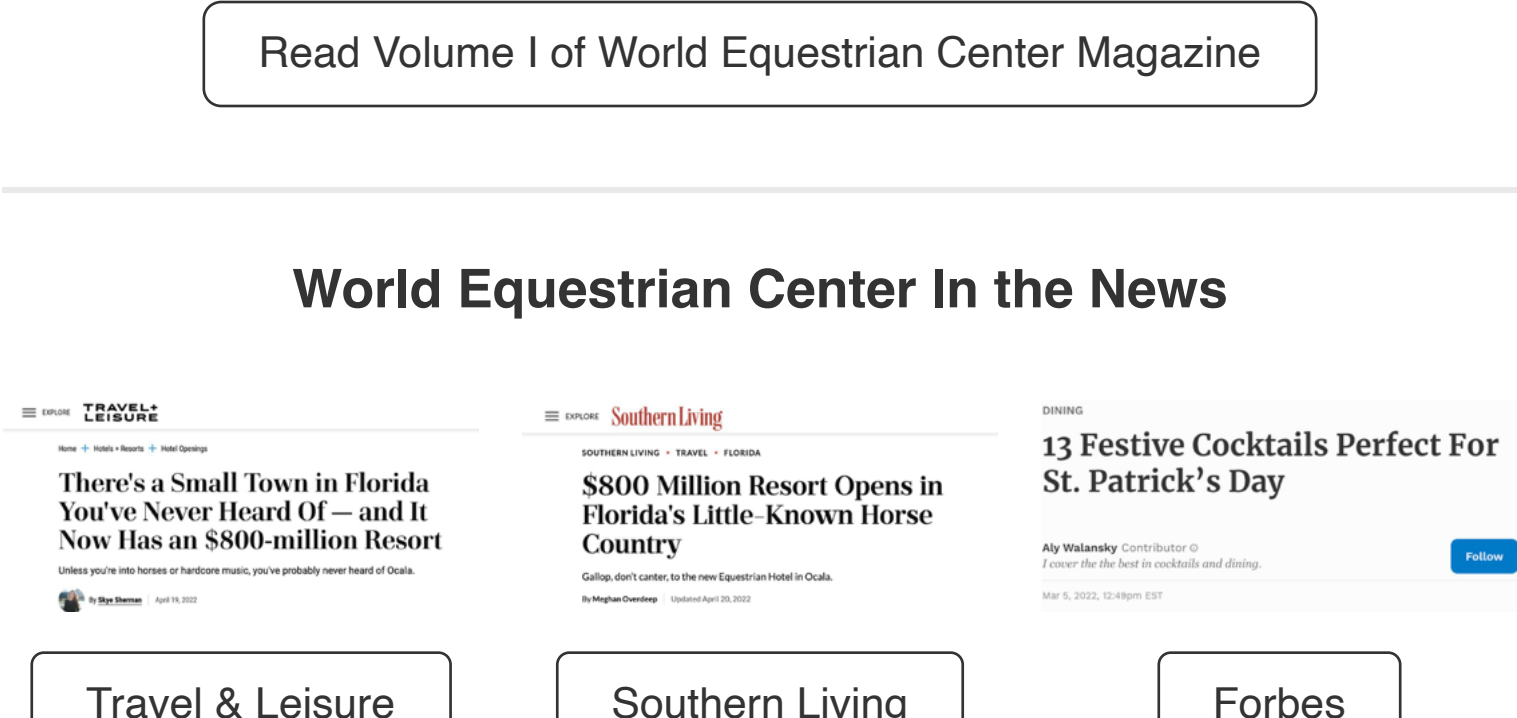 Read Volume I of World Equestrian Center Magazine
World Equestrian Center In the News
EXPLORE TRAVEL+
LEISURE
Home + Hotels + Resorts + Hotel Openings
There's a Small Town in Florida
You've Never Heard Of — and It
Now Has an $800-million Resort
Unless you're into horses or hardcore music, you've probably never heard of Ocala.
By Skye Sherman | April 19, 2022
Travel & Leisure
EXPLORE Southern Living
SOUTHERN LIVING • TRAVEL • FLORIDA
$800 Million Resort Opens in
Florida's Little-Known Horse
Country
Gallop, don't canter, to the new Equestrian Hotel in Ocala.
By Meghan Overdeep | Updated April 20, 2022
Southern Living
DINING
13 Festive Cocktails Perfect For
St. Patrick's Day
Aly Walansky Contributor
I cover the the best in cocktails and dining.
Follow
Mar 5, 2022, 12:49pm EST
Forbes